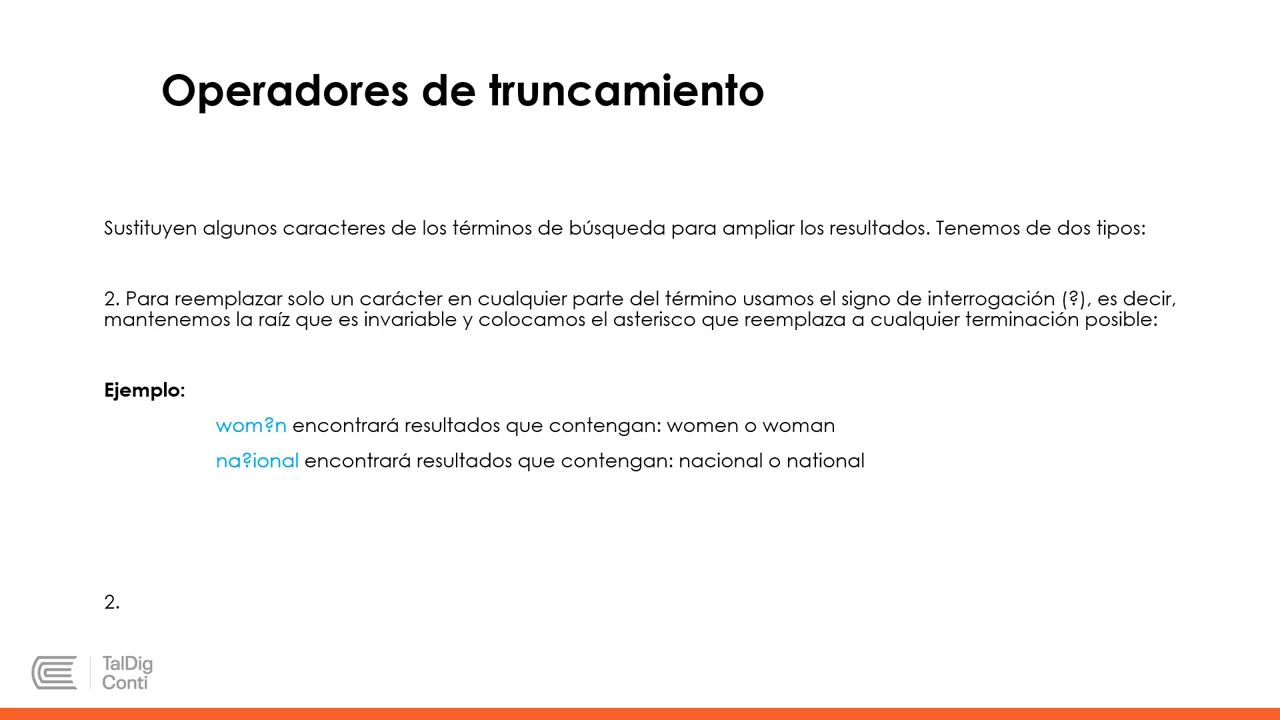 Operadores de truncamiento
Sustituyen algunos caracteres de los términos de búsqueda para ampliar los resultados. Tenemos de dos tipos:
2. Para reemplazar solo un carácter en cualquier parte del término usamos el signo de interrogación (?), es decir,
mantenemos la raíz que es invariable y colocamos el asterisco que reemplaza a cualquier terminación posible:
Ejemplo:
wom?n encontrará resultados que contengan: women o woman
na?ional encontrará resultados que contengan: nacional o national
2.
TalDig
Conti